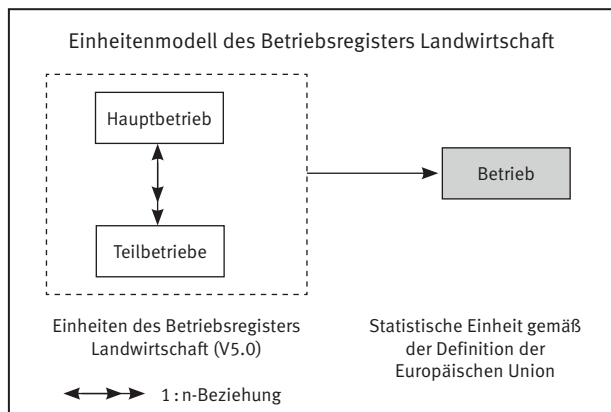 Einheitenmodell des Betriebsregisters Landwirtschaft
Hauptbetrieb
Betrieb
Teilbetriebe
Einheiten des Betriebsregisters
Landwirtschaft (V5.0)
Statistische Einheit gemäß
der Definition der
Europäischen Union
1 : n-Beziehung